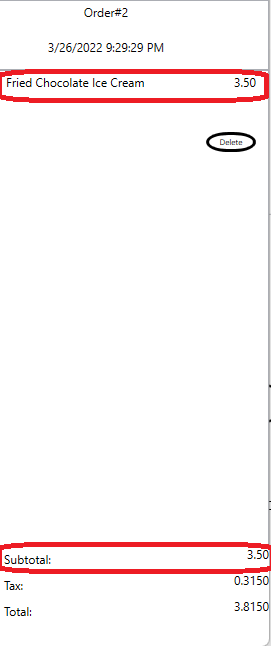 Order#2
3/26/2022 9:29:29 PM
Fried Chocolate Ice Cream 3.50
Delete
Subtotal: 3.50
Tax: 0.3150
Total: 3.8150